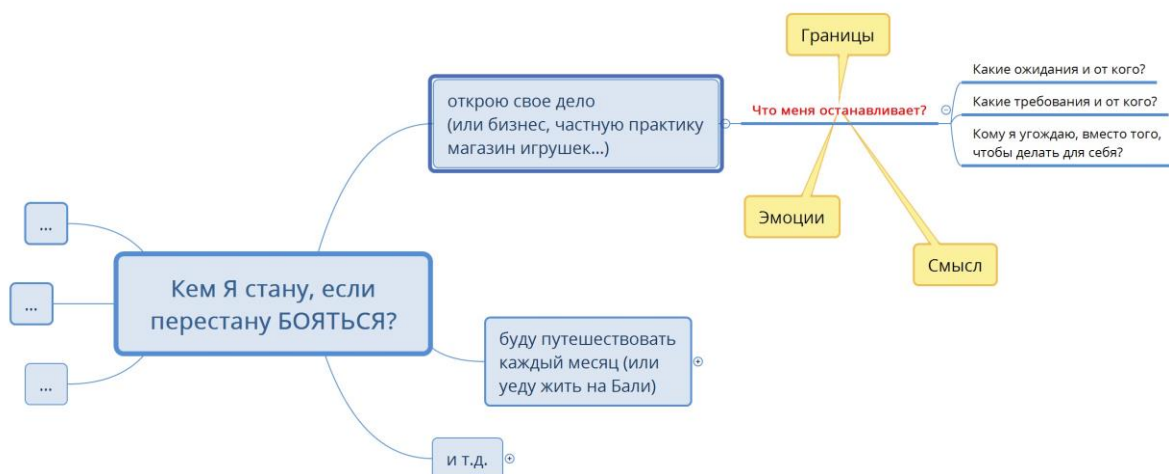 Границы
Какие ожидания и от кого?
открою свое дело
(или бизнес, частную практику
магазин игрушек...)
Что меня останавливает?
Какие требования и от кого?
Кому я угождаю, вместо того,
чтобы делать для себя?
Эмоции
Смысл
...
...
...
Кем Я стану, если
перестану БОЯТЬСЯ?
буду путешествовать
каждый месяц (или
уеду жить на Бали)
и т.д.